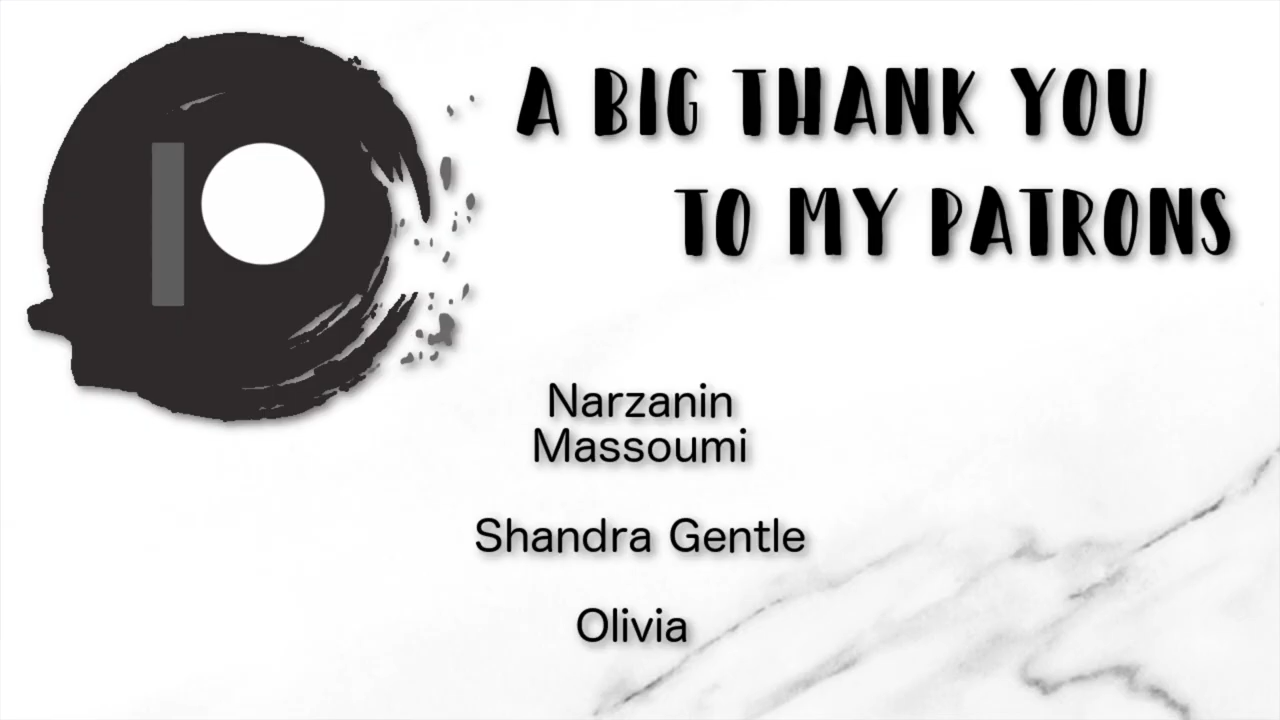 A BIG THANK YOU
TO MY PATRONS
Narzanin
Massoumi
Shandra Gentle
Olivia